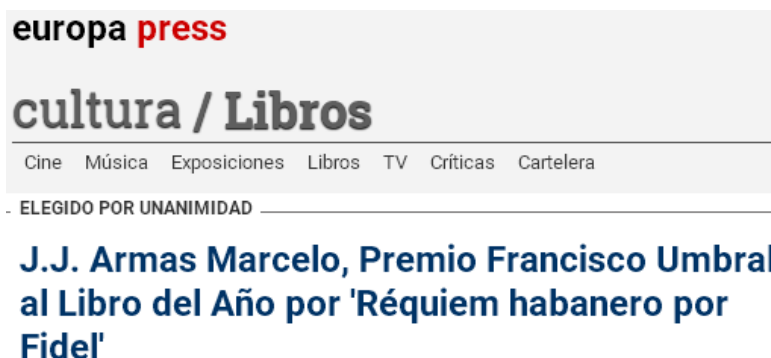 europa press
cultura / Libros
Cine Música Exposiciones Libros TV Críticas Cartelera
ELEGIDO POR UNANIMIDAD
J.J. Armas Marcelo, Premio Francisco Umbral
al Libro del Año por 'Réquiem habanero por
Fidel'